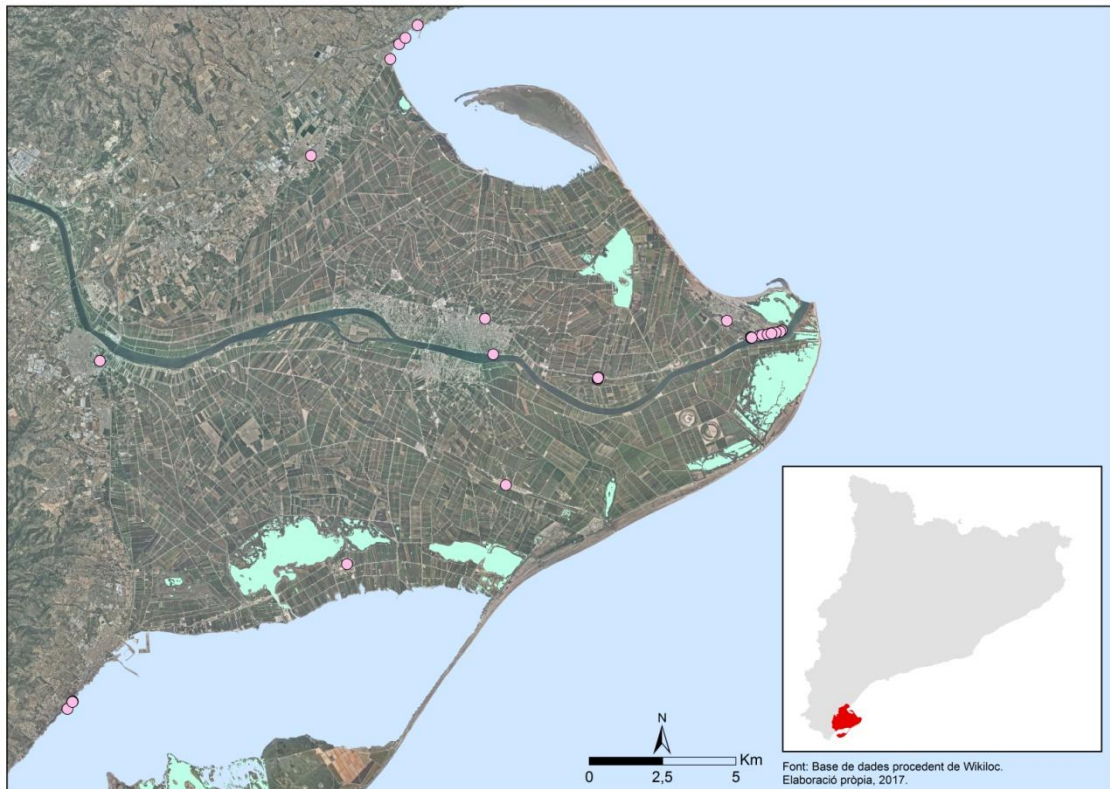 N
Km
0 2,5 5
Font: Base de dades procedent de Wikiloc.
Elaboració pròpia, 2017.